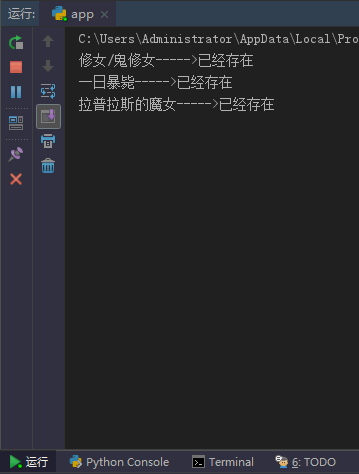 运行: app ×
C:\Users\Administrator\AppData\Local\Pro
修女/鬼修女----->已经存在
一日暴毙----->已经存在
拉普拉斯的魔女----->已经存在
运行 Python Console Terminal 6: TODO